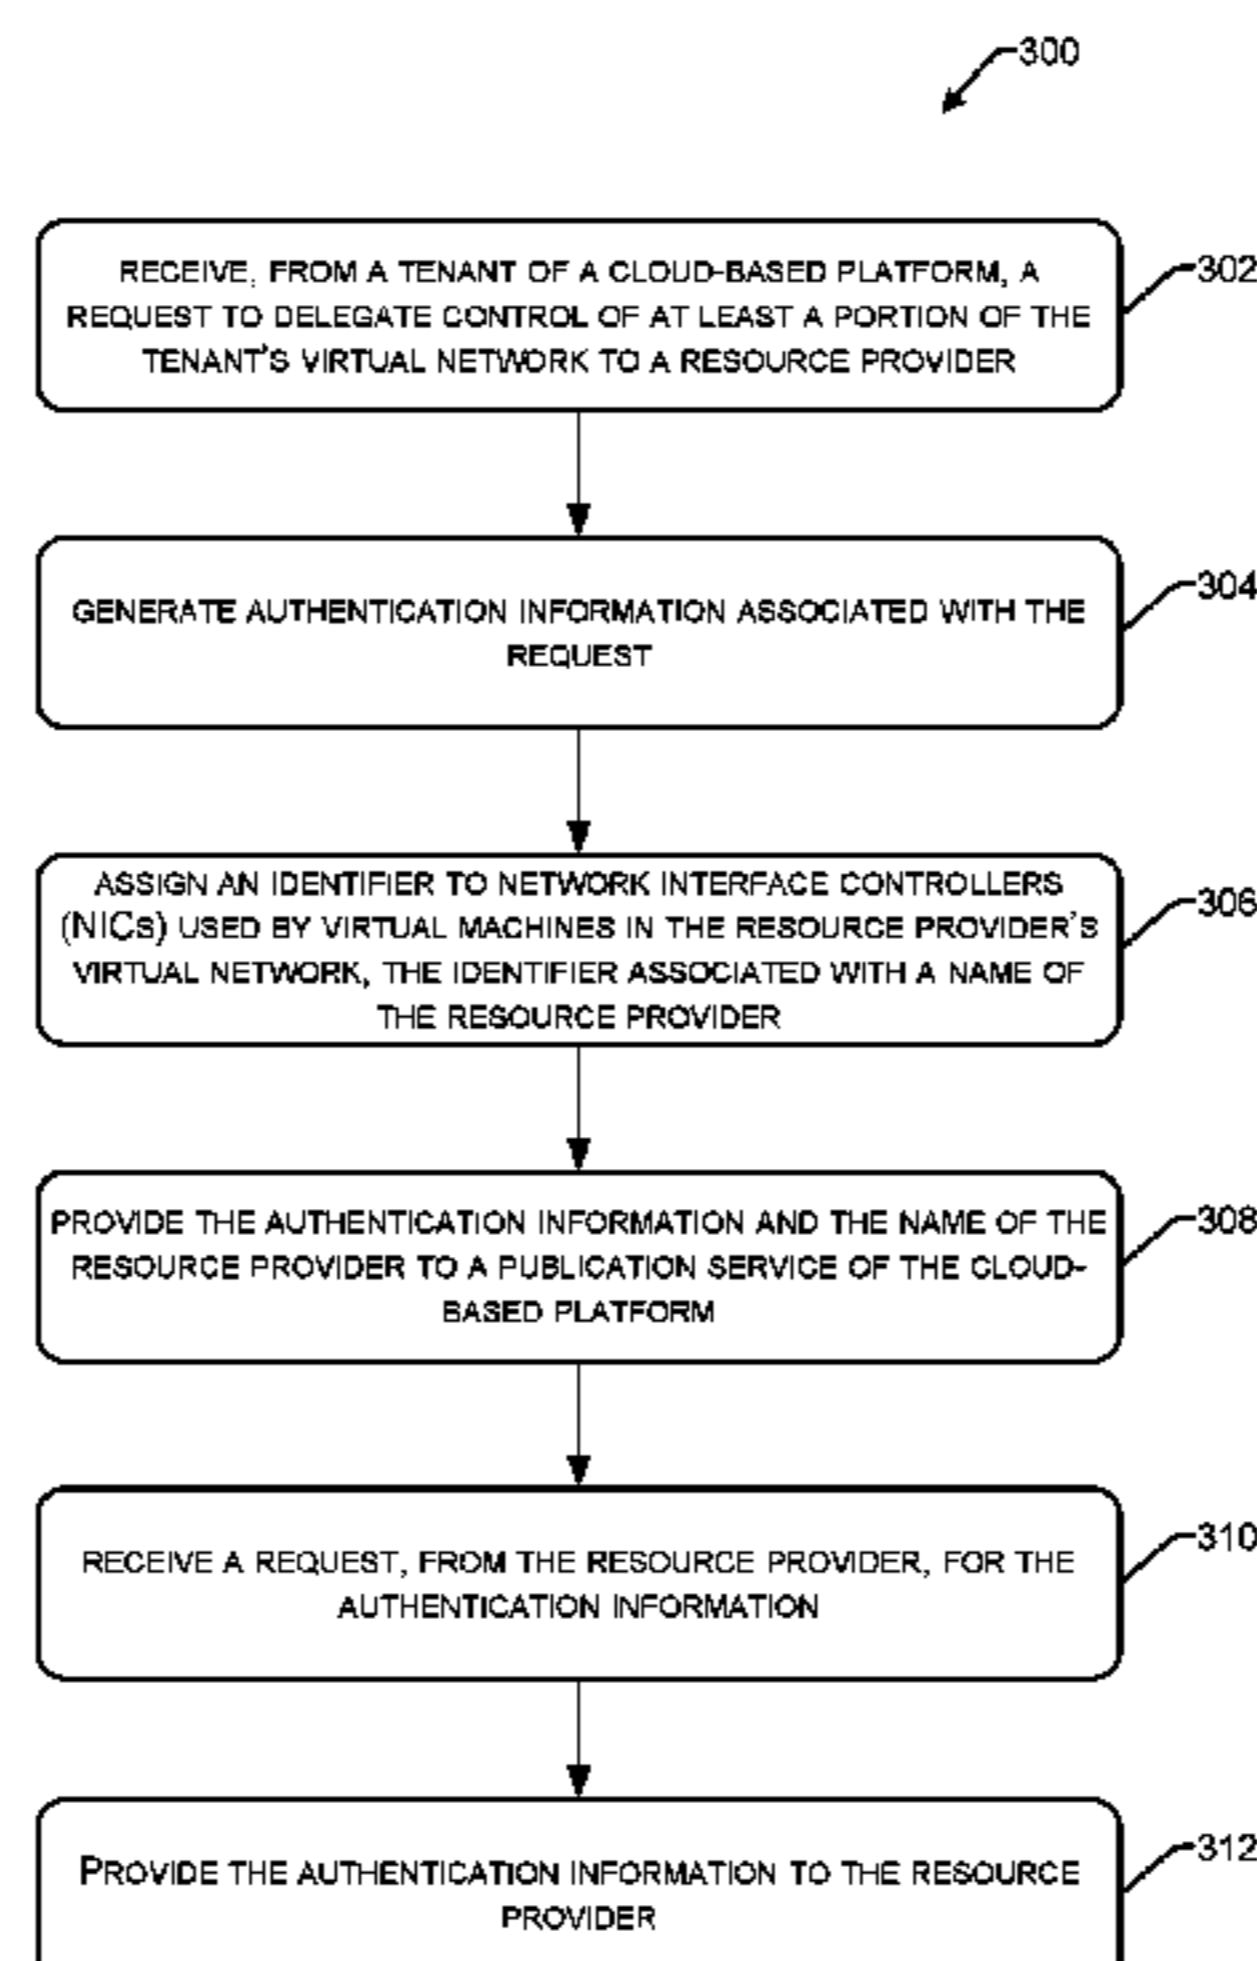 300
RECEIVE, FROM A TENANT OF A CLOUD-BASED PLATFORM, A
REQUEST TO DELEGATE CONTROL OF AT LEAST A PORTION OF THE
TENANT'S VIRTUAL NETWORK TO A RESOURCE PROVIDER
302
GENERATE AUTHENTICATION INFORMATION ASSOCIATED WITH THE
REQUEST
304
ASSIGN AN IDENTIFIER TO NETWORK INTERFACE CONTROLLERS
(NICS) USED BY VIRTUAL MACHINES IN THE RESOURCE PROVIDER'S
VIRTUAL NETWORK, THE IDENTIFIER ASSOCIATED WITH A NAME OF
THE RESOURCE PROVIDER
306
PROVIDE THE AUTHENTICATION INFORMATION AND THE NAME OF THE
RESOURCE PROVIDER TO A PUBLICATION SERVICE OF THE CLOUD-
BASED PLATFORM
308
RECEIVE A REQUEST, FROM THE RESOURCE PROVIDER, FOR THE
AUTHENTICATION INFORMATION
310
PROVIDE THE AUTHENTICATION INFORMATION TO THE RESOURCE
PROVIDER
312